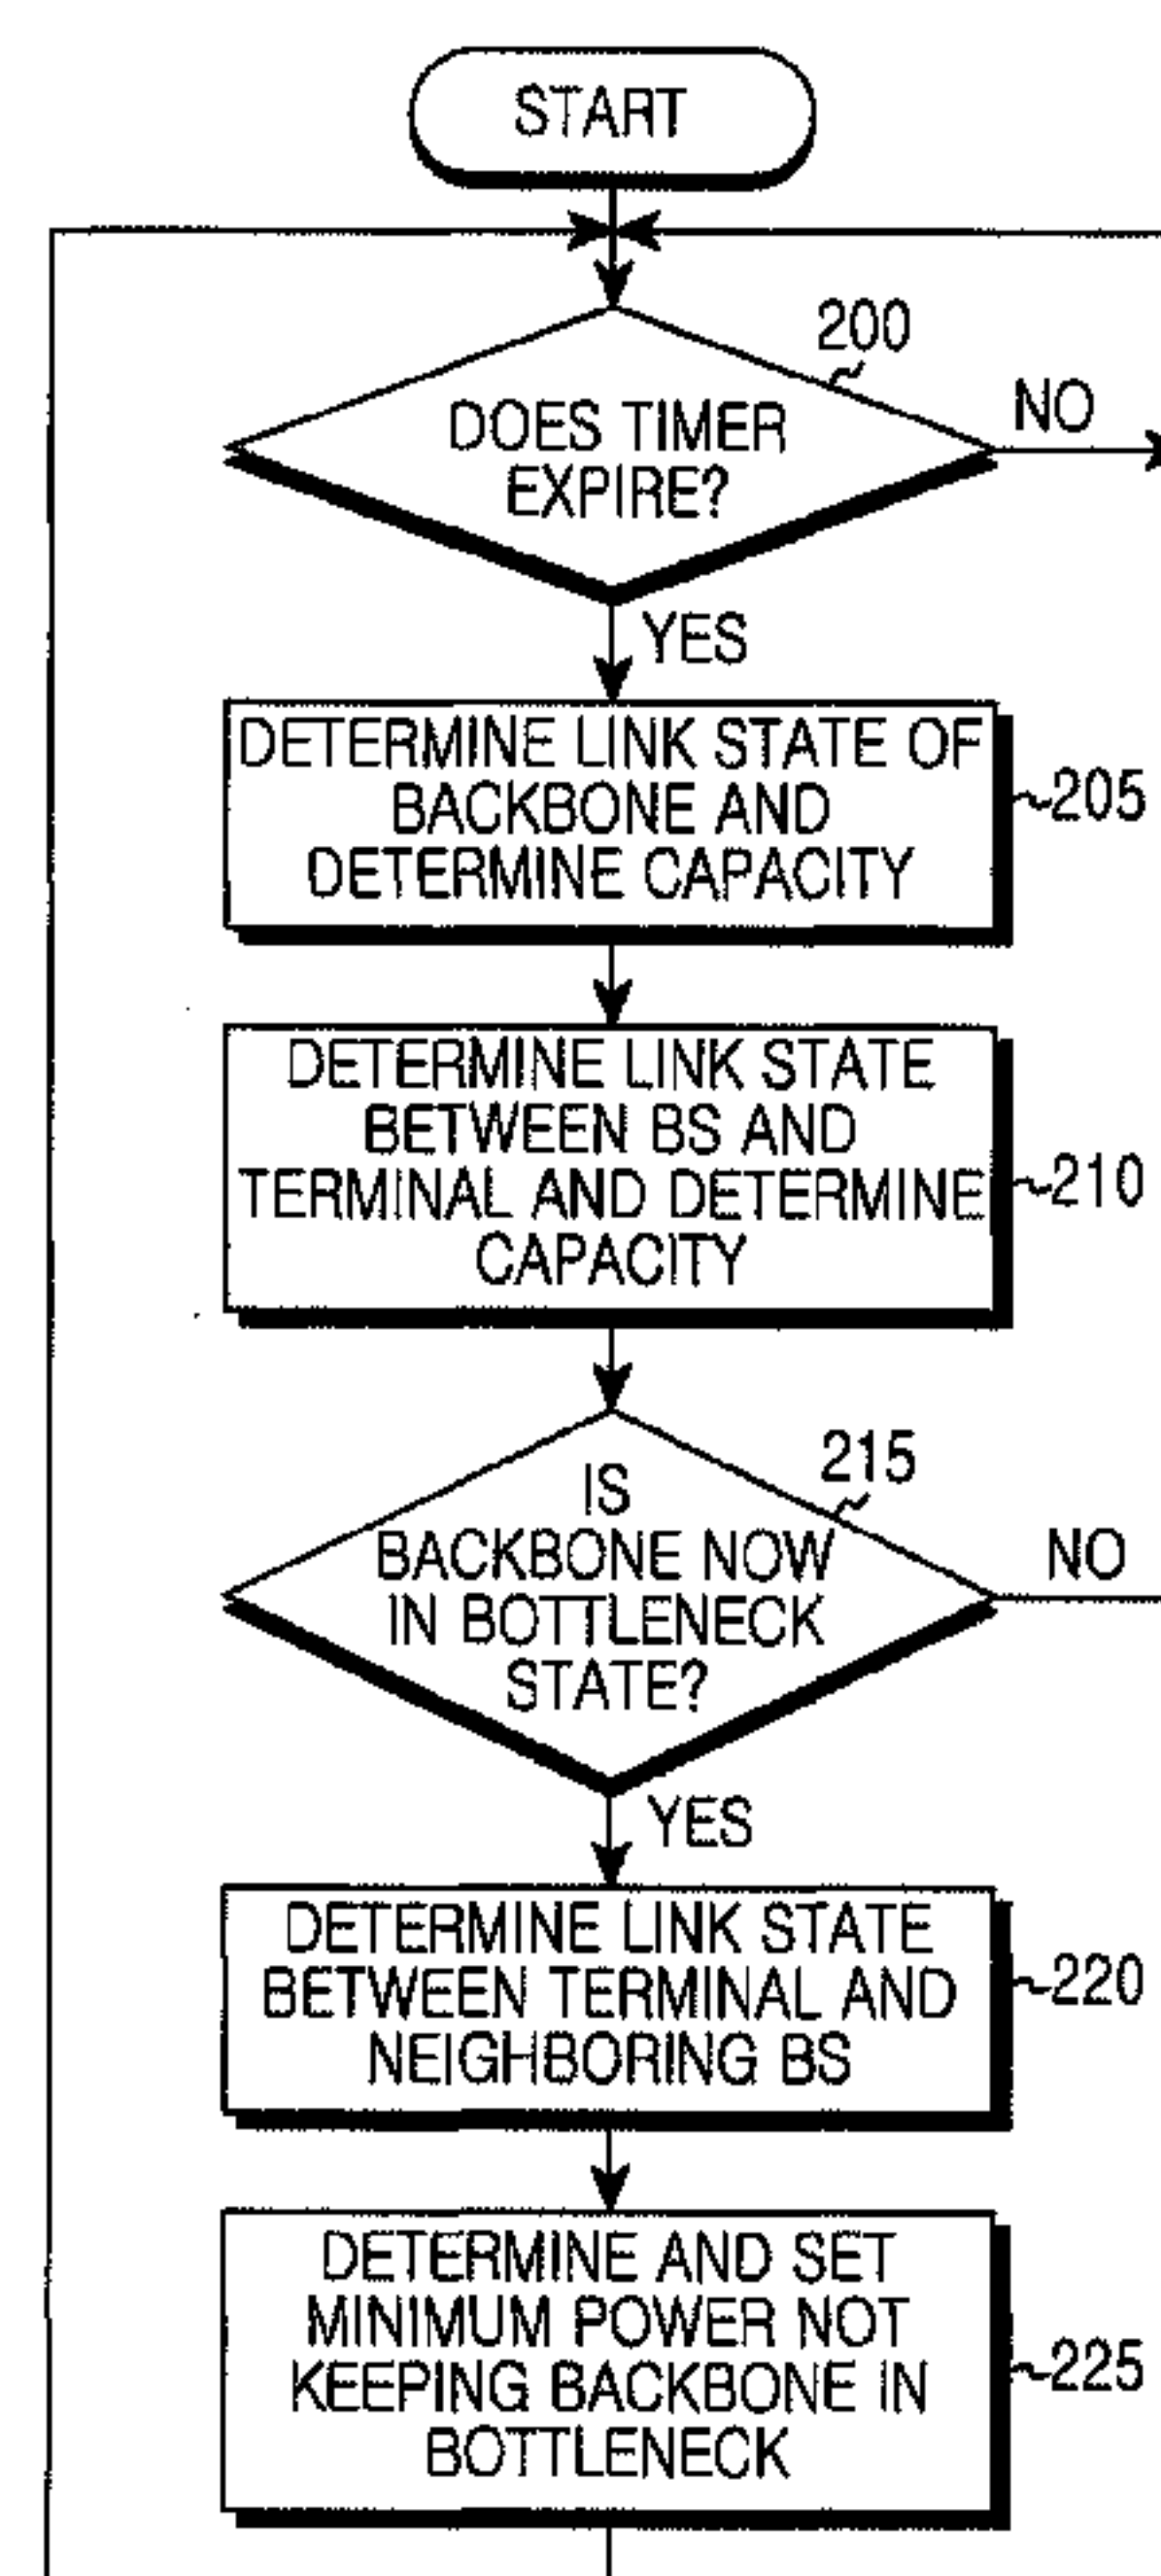 START
200
DOES TIMER
EXPIRE?
NO
YES
DETERMINE LINK STATE OF
BACKBONE AND
DETERMINE CAPACITY
205
DETERMINE LINK STATE
BETWEEN BS AND
TERMINAL AND DETERMINE
CAPACITY
210
215
IS
BACKBONE NOW
IN BOTTLENECK
STATE?
NO
YES
DETERMINE LINK STATE
BETWEEN TERMINAL AND
NEIGHBORING BS
220
DETERMINE AND SET
MINIMUM POWER NOT
KEEPING BACKBONE IN
BOTTLENECK
225